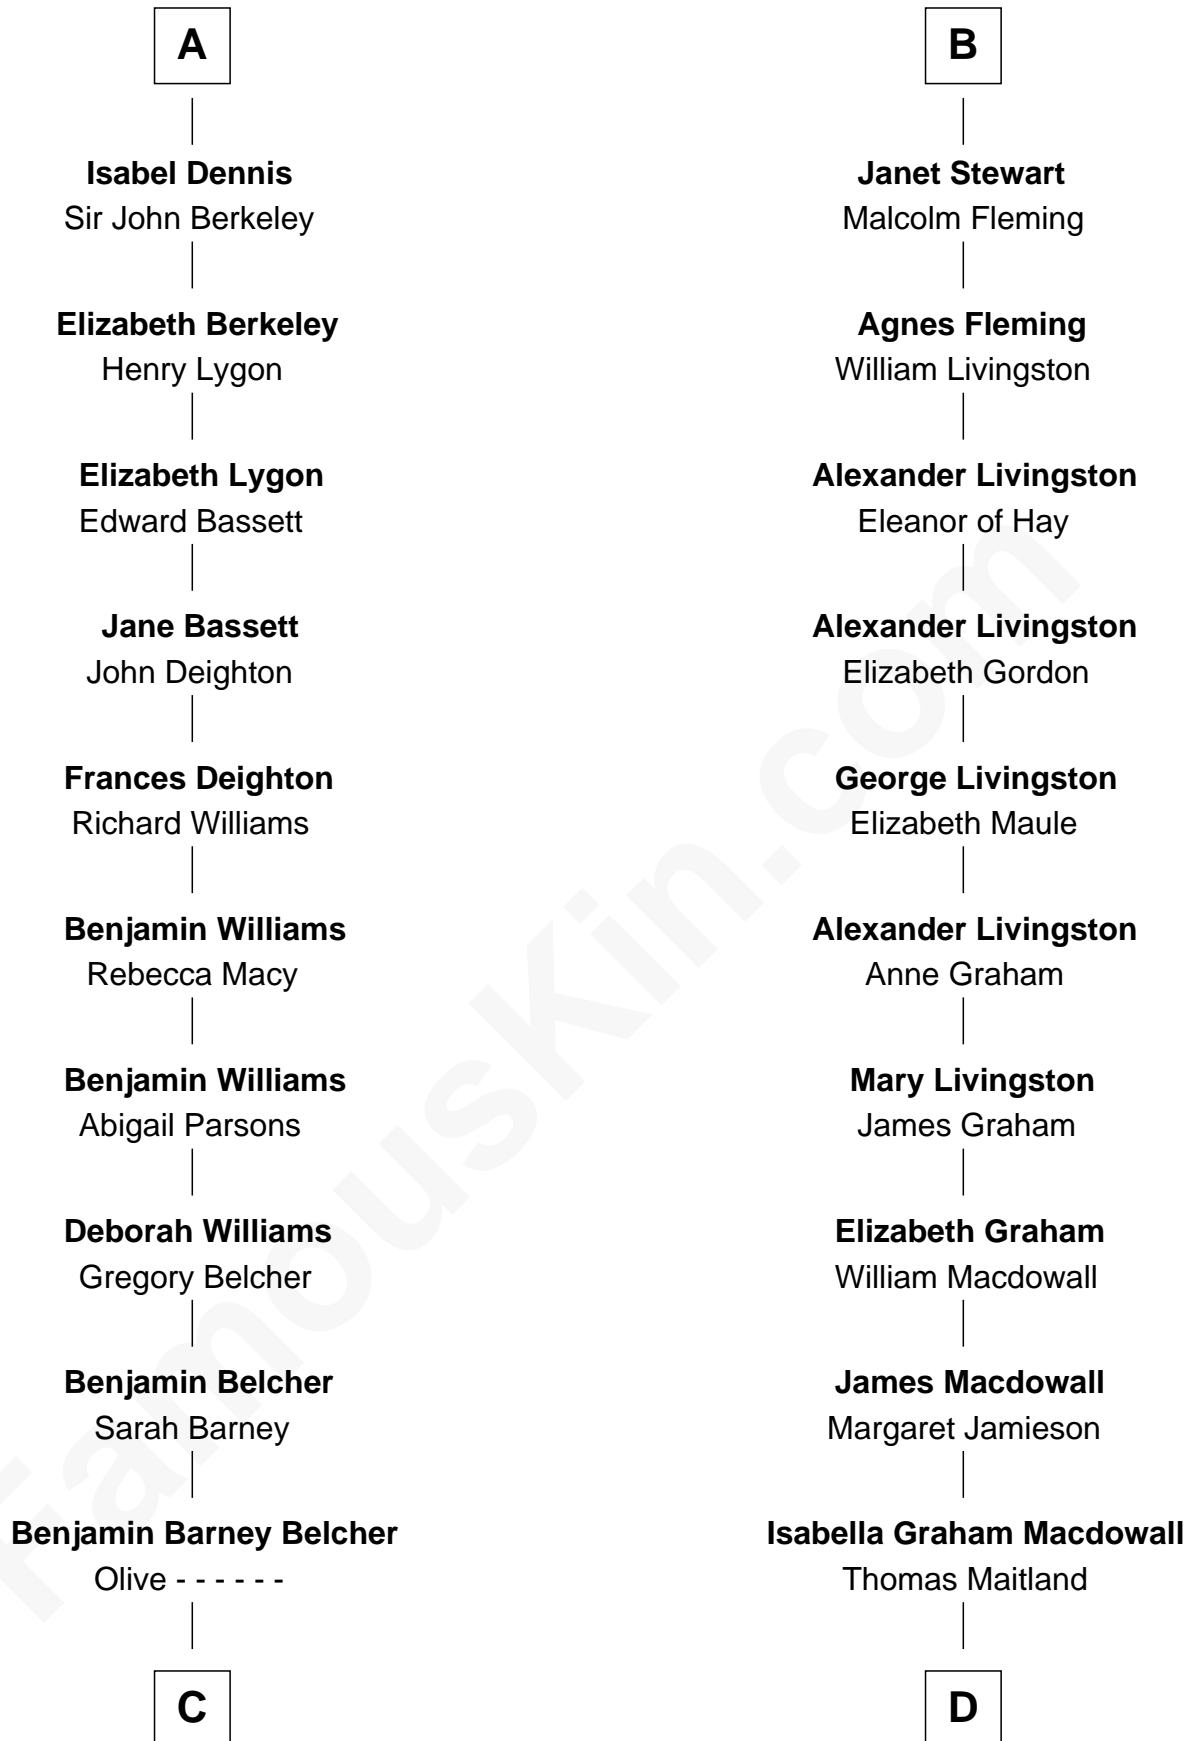 A
Isabel Dennis
Sir John Berkeley
Elizabeth Berkeley
Henry Lygon
Elizabeth Lygon
Edward Bassett
Jane Bassett
John Deighton
Frances Deighton
Richard Williams
Benjamin Williams
Rebecca Macy
Benjamin Williams
Abigail Parsons
Deborah Williams
Gregory Belcher
Benjamin Belcher
Sarah Barney
Benjamin Barney Belcher
Olive - - - - - -
C
B
Janet Stewart
Malcolm Fleming
Agnes Fleming
William Livingston
Alexander Livingston
Eleanor of Hay
Alexander Livingston
Elizabeth Gordon
George Livingston
Elizabeth Maule
Alexander Livingston
Anne Graham
Mary Livingston
James Graham
Elizabeth Graham
William Macdowall
James Macdowall
Margaret Jamieson
Isabella Graham Macdowall
Thomas Maitland
D
FamousKin.com